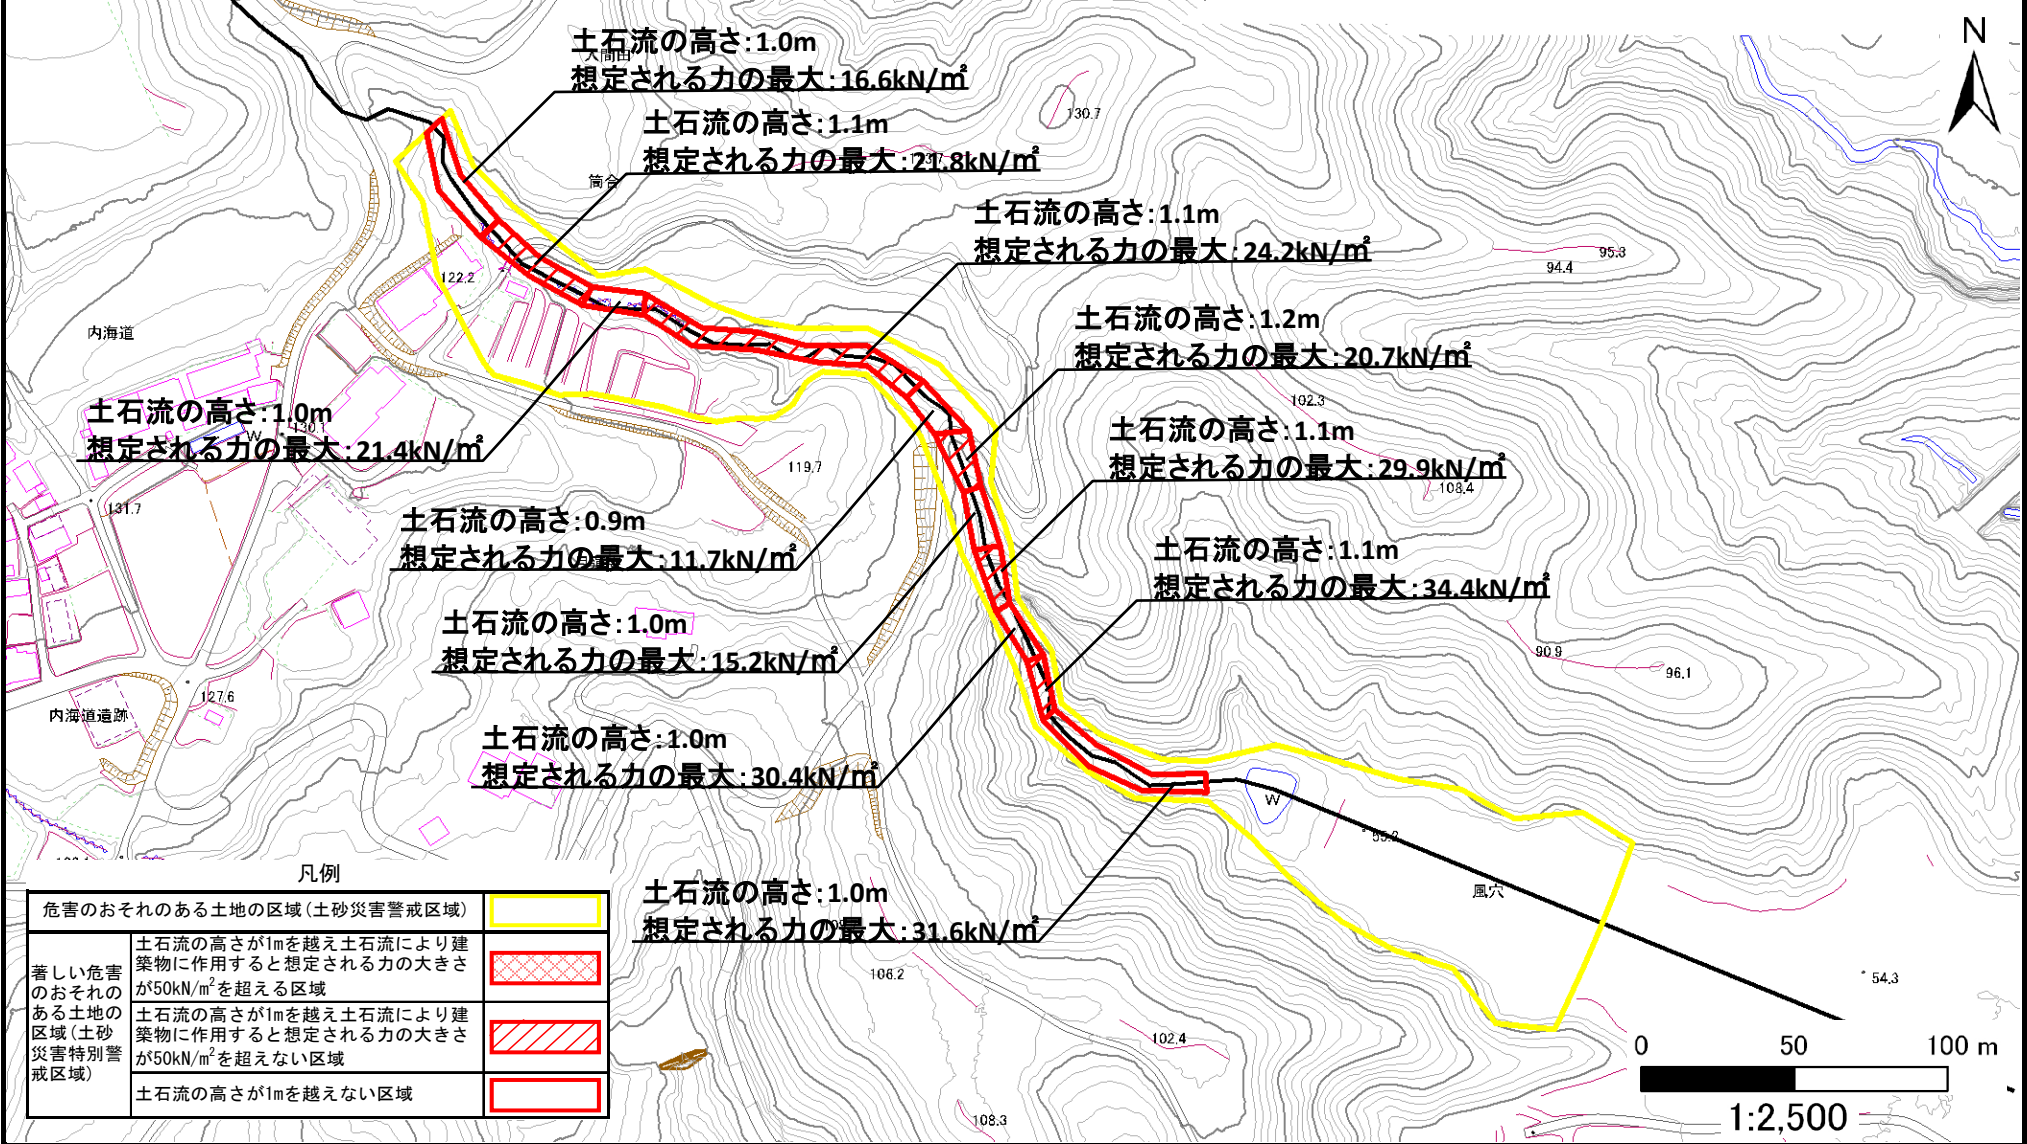 N
土石流の高さ:1.0m
大間田
想定される力の最大:16.6kN/㎡
130.7
土石流の高さ:1.1m
想定される力の最大:21.8kN/㎡
筒合
土石流の高さ:1.1m
想定される力の最大:24.2kN/㎡
95.3
94.4
122.2
内海道
土石流の高さ:1.2m
想定される力の最大:20.7kN/㎡
102.3
土石流の高さ:1.0m
W
130.1
想定される力の最大:21.4kN/㎡
土石流の高さ:1.1m
想定される力の最大:29.9kN/㎡
119.7
108.4
131.7
土石流の高さ:0.9m
想定される力の最大:11.7kN/㎡
土石流の高さ:1.1m
想定される力の最大:34.4kN/㎡
土石流の高さ:1.0m
想定される力の最大:15.2kN/㎡
90.9
96.1
127.6
内海道遺跡
土石流の高さ:1.0m
想定される力の最大:30.4kN/㎡
W
風穴
土石流の高さ:1.0m
想定される力の最大:31.6kN/㎡
106.2
54.3
102.4
108.3
凡例
危害のおそれのある土地の区域(土砂災害警戒区域)
著しい危害
のおそれの
ある土地の
区域(土砂
災害特別警
戒区域)
土石流の高さが1mを越え土石流により建
築物に作用すると想定される力の大きさ
が50kN/㎡を超える区域
土石流の高さが1mを越え土石流により建
築物に作用すると想定される力の大きさ
が50kN/㎡を超えない区域
土石流の高さが1mを越えない区域
0 50 100 m
1:2,500